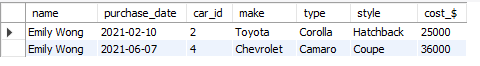 name purchase_date car_id make type style cost_$
Emily Wong 2021-02-10 2 Toyota Corolla Hatchback 25000
Emily Wong 2021-06-07 4 Chevrolet Camaro Coupe 36000